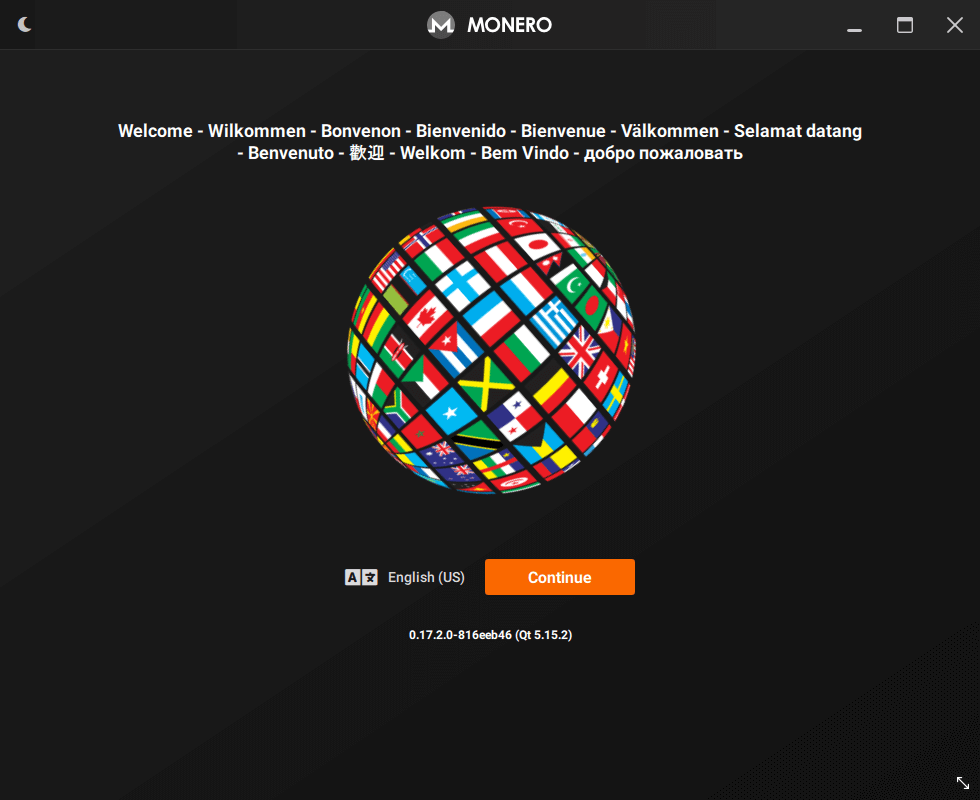 MONERO
Welcome - Wilkommen - Bonvenon - Bienvenido - Bienvenue - Välkommen - Selamat datang
- Benvenuto - 歡迎 - Welkom - Bem Vindo - добро пожаловать
English (US)
Continue
0.17.2.0-816eeb46 (Qt 5.15.2)